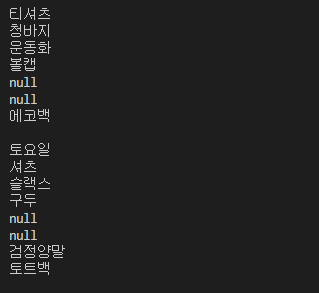 티셔츠
청바지
운동화
볼캡
null
null
에코백

토요일
셔츠
슬랙스
구두
null
null
검정양말
토트백